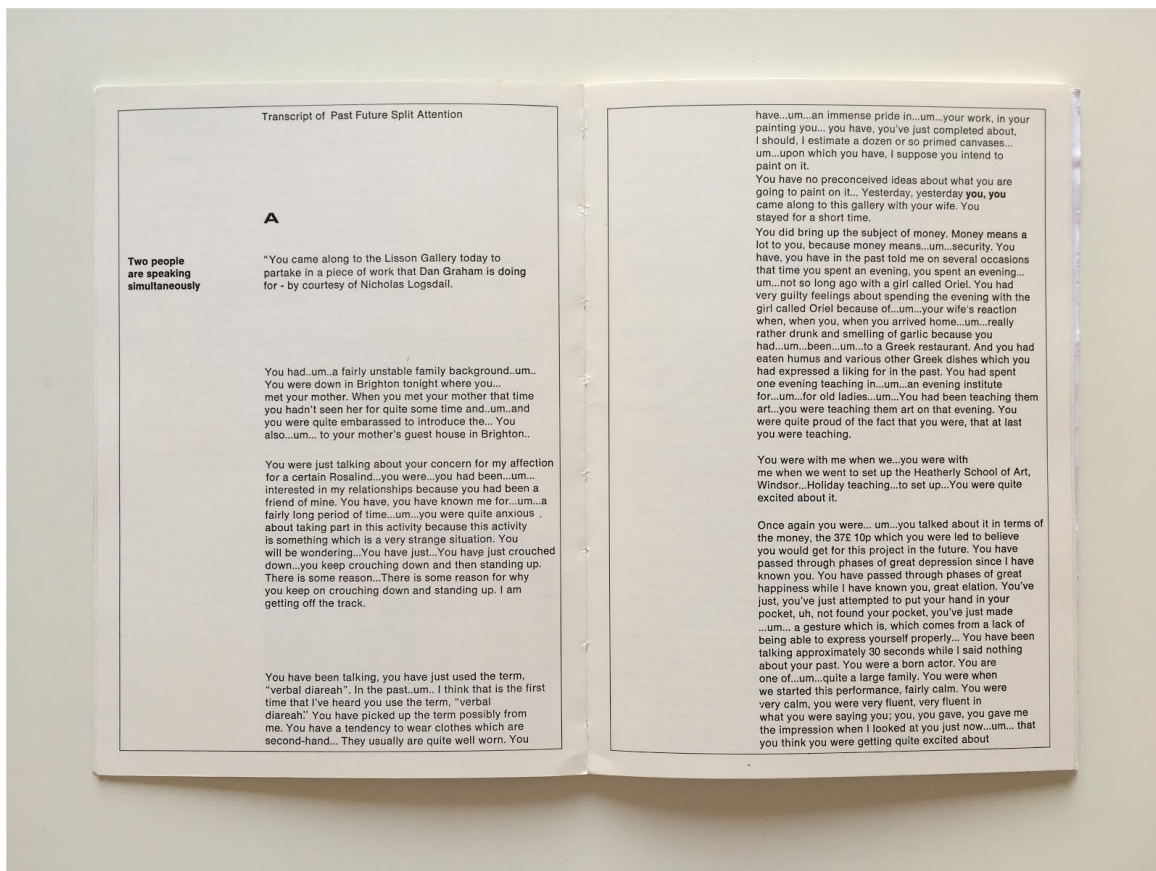 Transcript of Past Future Split Attention
A
Two people
are speaking
simultaneously
"You came along to the Lisson Gallery today to
partake in a piece of work that Dan Graham is doing
for - by courtesy of Nicholas Logsdail.
You had..um..a fairly unstable family background..um..
You were down in Brighton tonight where you...
met your mother. When you met your mother that time
you hadn't seen her for quite some time and..um..and
you were quite embarassed to introduce the... You
also...um... to your mother's guest house in Brighton..
You were just talking about your concern for my affection
for a certain Rosalind...you were...you had been...um...
interested in my relationships because you had been a
friend of mine. You have, you have known me for...um...a
fairly long period of time...um...you were quite anxious
about taking part in this activity because this activity
is something which is a very strange situation. You
will be wondering...You have just...You have just crouched
down...you keep crouching down and then standing up.
There is some reason...There is some reason for why
you keep on crouching down and standing up. I am
getting off the track.
You have been talking, you have just used the term,
"verbal diareah". In the past..um.. I think that is the first
time that I've heard you use the term, "verbal
diareah." You have picked up the term possibly from
me. You have a tendency to wear clothes which are
second-hand... They usually are quite well worn. You
have...um...an immense pride in...um...your work, in your
painting you... you have, you've just completed about,
I should, I estimate a dozen or so primed canvases...
um...upon which you have, I suppose you intend to
paint on it.
You have no preconceived ideas about what you are
going to paint on it... Yesterday, yesterday you, you
came along to this gallery with your wife. You
stayed for a short time.
You did bring up the subject of money. Money means a
lot to you, because money means...um...security. You
have, you have in the past told me on several occasions
that time you spent an evening, you spent an evening...
um...not so long ago with a girl called Oriel. You had
very guilty feelings about spending the evening with the
girl called Oriel because of...um...your wife's reaction
when, when you, when you arrived home...um...really
rather drunk and smelling of garlic because you
had...um...been...um...to a Greek restaurant. And you had
eaten humus and various other Greek dishes which you
had expressed a liking for in the past. You had spent
one evening teaching in...um...an evening institute
for...um...for old ladies...um...You had been teaching them
art...you were teaching them art on that evening. You
were quite proud of the fact that you were, that at last
you were teaching.
You were with me when we...you were with
me when we went to set up the Heatherly School of Art,
Windsor...Holiday teaching...to set up...You were quite
excited about it.
Once again you were... um...you talked about it in terms of
the money, the 37£ 10p which you were led to believe
you would get for this project in the future. You have
passed through phases of great depression since I have
known you. You have passed through phases of great
happiness while I have known you, great elation. You've
just, you've just attempted to put your hand in your
pocket, uh, not found your pocket, you've just made
...um... a gesture which is, which comes from a lack of
being able to express yourself properly... You have been
talking approximately 30 seconds while I said nothing
about your past. You were a born actor. You are
one of...um...quite a large family. You were when
we started this performance, fairly calm. You were
very calm, you were very fluent, very fluent in
what you were saying you; you, you gave, you gave me
the impression when I looked at you just now...um... that
you think you were getting quite excited about